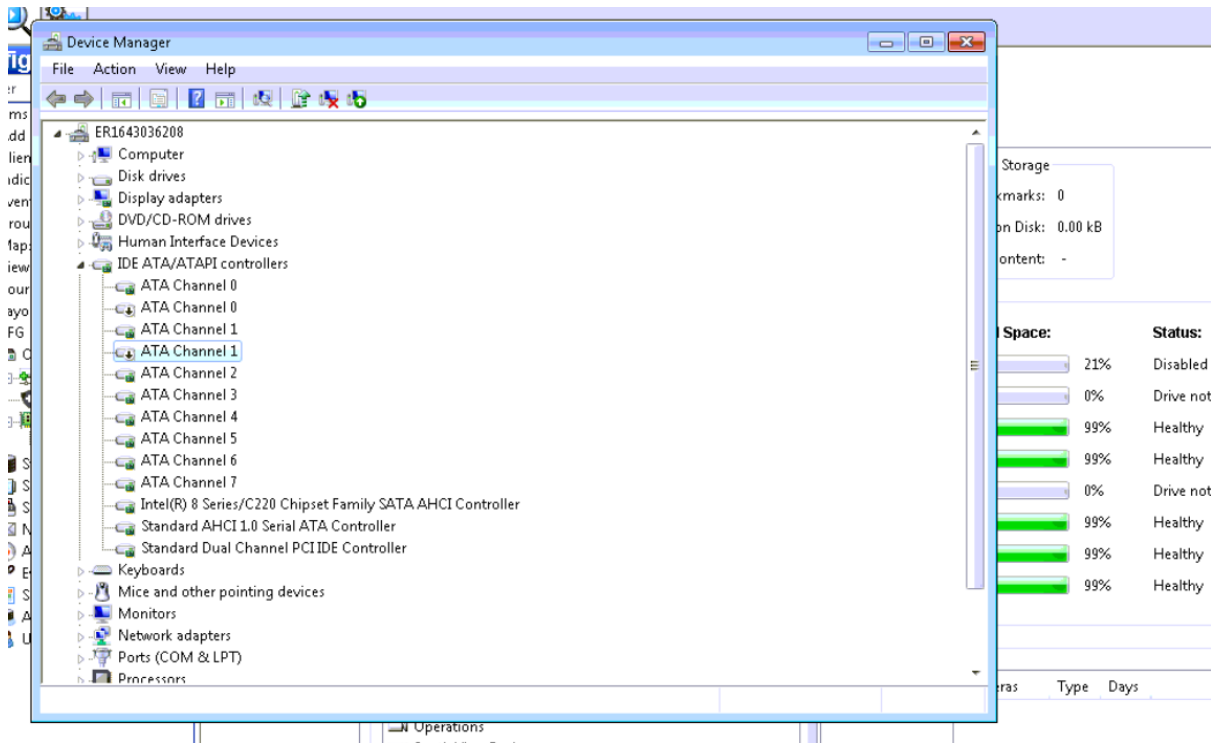 Device Manager
File Action View Help
ER1643036208
Computer
Disk drives
Display adapters
DVD/CD-ROM drives
Human Interface Devices
IDE ATA/ATAPI controllers
ATA Channel 0
ATA Channel 0
ATA Channel 1
ATA Channel 1
ATA Channel 2
ATA Channel 3
ATA Channel 4
ATA Channel 5
ATA Channel 6
ATA Channel 7
Intel(R) 8 Series/C220 Chipset Family SATA AHCI Controller
Standard AHCI 1.0 Serial ATA Controller
Standard Dual Channel PCI IDE Controller
Keyboards
Mice and other pointing devices
Monitors
Network adapters
Ports (COM & LPT)
Processors
Storage
kmarks: 0
on Disk: 0.00 kB
ontent: -
Space: Status:
21% Disabled
0% Drive not
99% Healthy
99% Healthy
0% Drive not
99% Healthy
99% Healthy
99% Healthy
eras Type Days
Operations